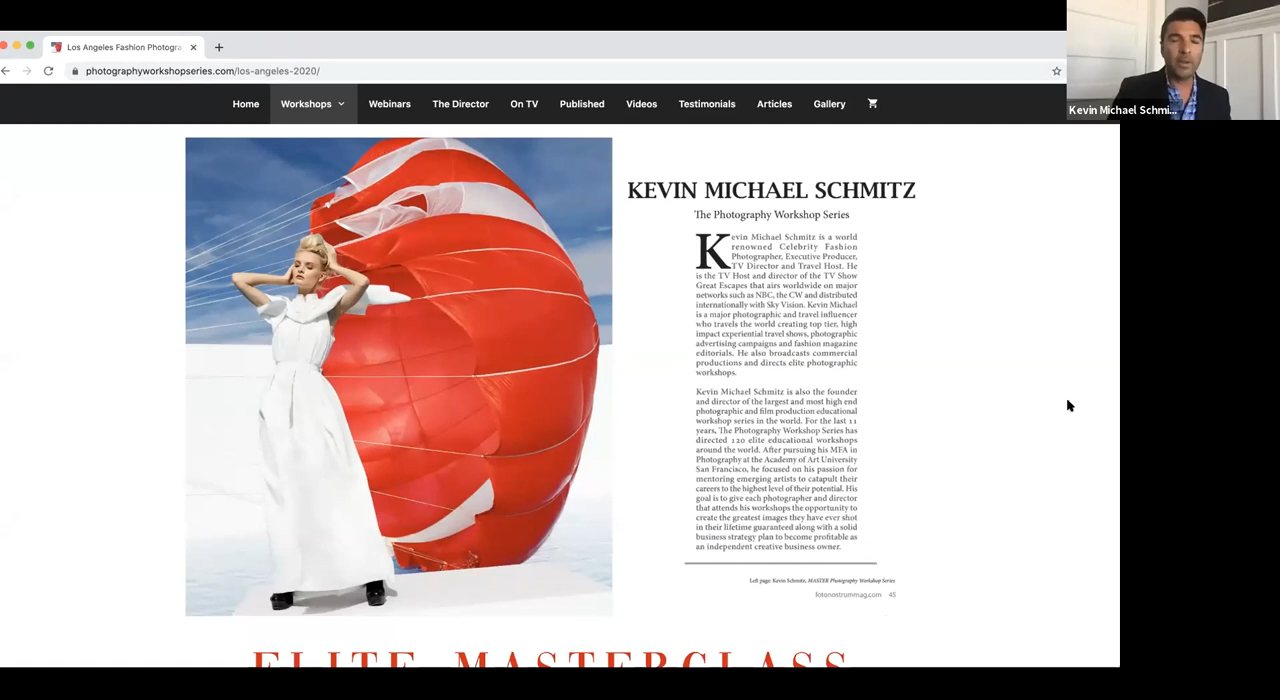 Los Angeles Fashion Photogra
photographyworkshopseries.com/los-angeles-2020/
Kevin Michael Schmi...
Home Workshops Webinars The Director On TV Published Videos Testimonials Articles Gallery
KEVIN MICHAEL SCHMITZ
The Photography Workshop Series
Kevin Michael Schmitz is a world
renowned Celebrity Fashion
Photographer, Executive Producer,
TV Director and Travel Host. He
is the TV Host and director of the TV Show
Great Escapes that airs worldwide on major
networks such as NBC, the CW and distributed
internationally with Sky Vision. Kevin Michael
is a major photographic and travel influencer
who travels the world creating top tier, high
impact experiential travel shows, photographic
advertising campaigns and fashion magazine
editorials. He also broadcasts commercial
productions and directs elite photographic
workshops.
Kevin Michael Schmitz is also the founder
and director of the largest and most high end
photographic and film production educational
workshop series in the world. For the last 11
years, The Photography Workshop Series has
directed 120 elite educational workshops
around the world. After pursuing his MFA in
Photography at the Academy of Art University
San Francisco, he focused on his passion for
mentoring emerging artists to catapult their
careers to the highest level of their potential. His
goal is to give each photographer and director
that attends his workshops the opportunity to
create the greatest images they have ever shot
in their lifetime guaranteed along with a solid
business strategy plan to become profitable as
an independent creative business owner.
Left page: Kevin Schmitz, MASTER Photography Workshop Series
fotonostrummag.com 45
ELITE MASTERCLASS